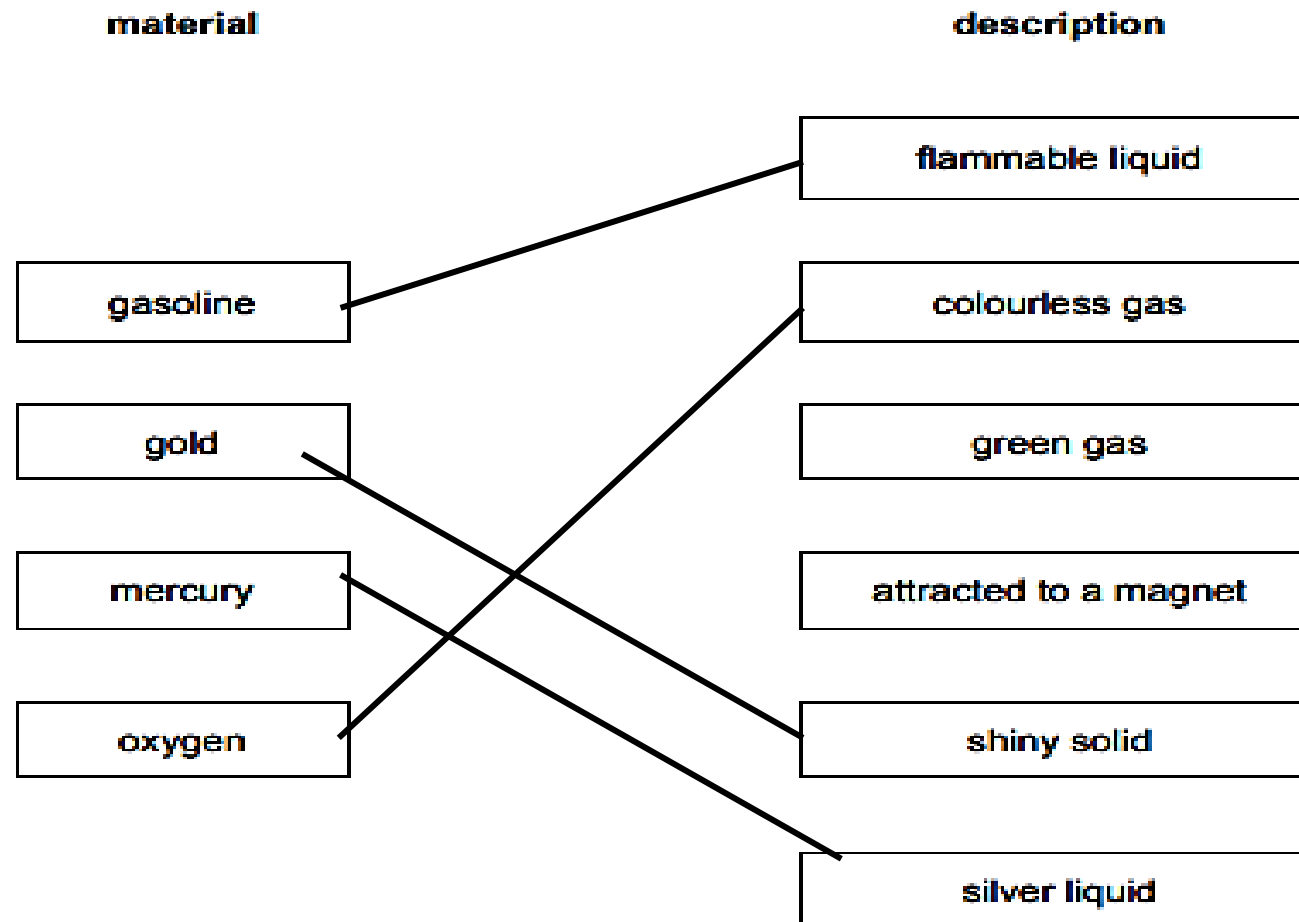 material description
flammable liquid
gasoline colourless gas
gold green gas
mercury attracted to a magnet
oxygen shiny solid
silver liquid